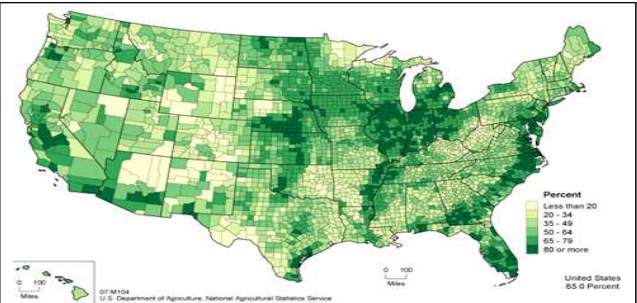 Percent
Less than 20
20 - 34
35 - 49
50 - 64
65 - 79
80 or more
0 100
Miles
0 100
Miles
United States
65.0 Percent
07-M104
U.S. Department of Agriculture, National Agricultural Statistics Service